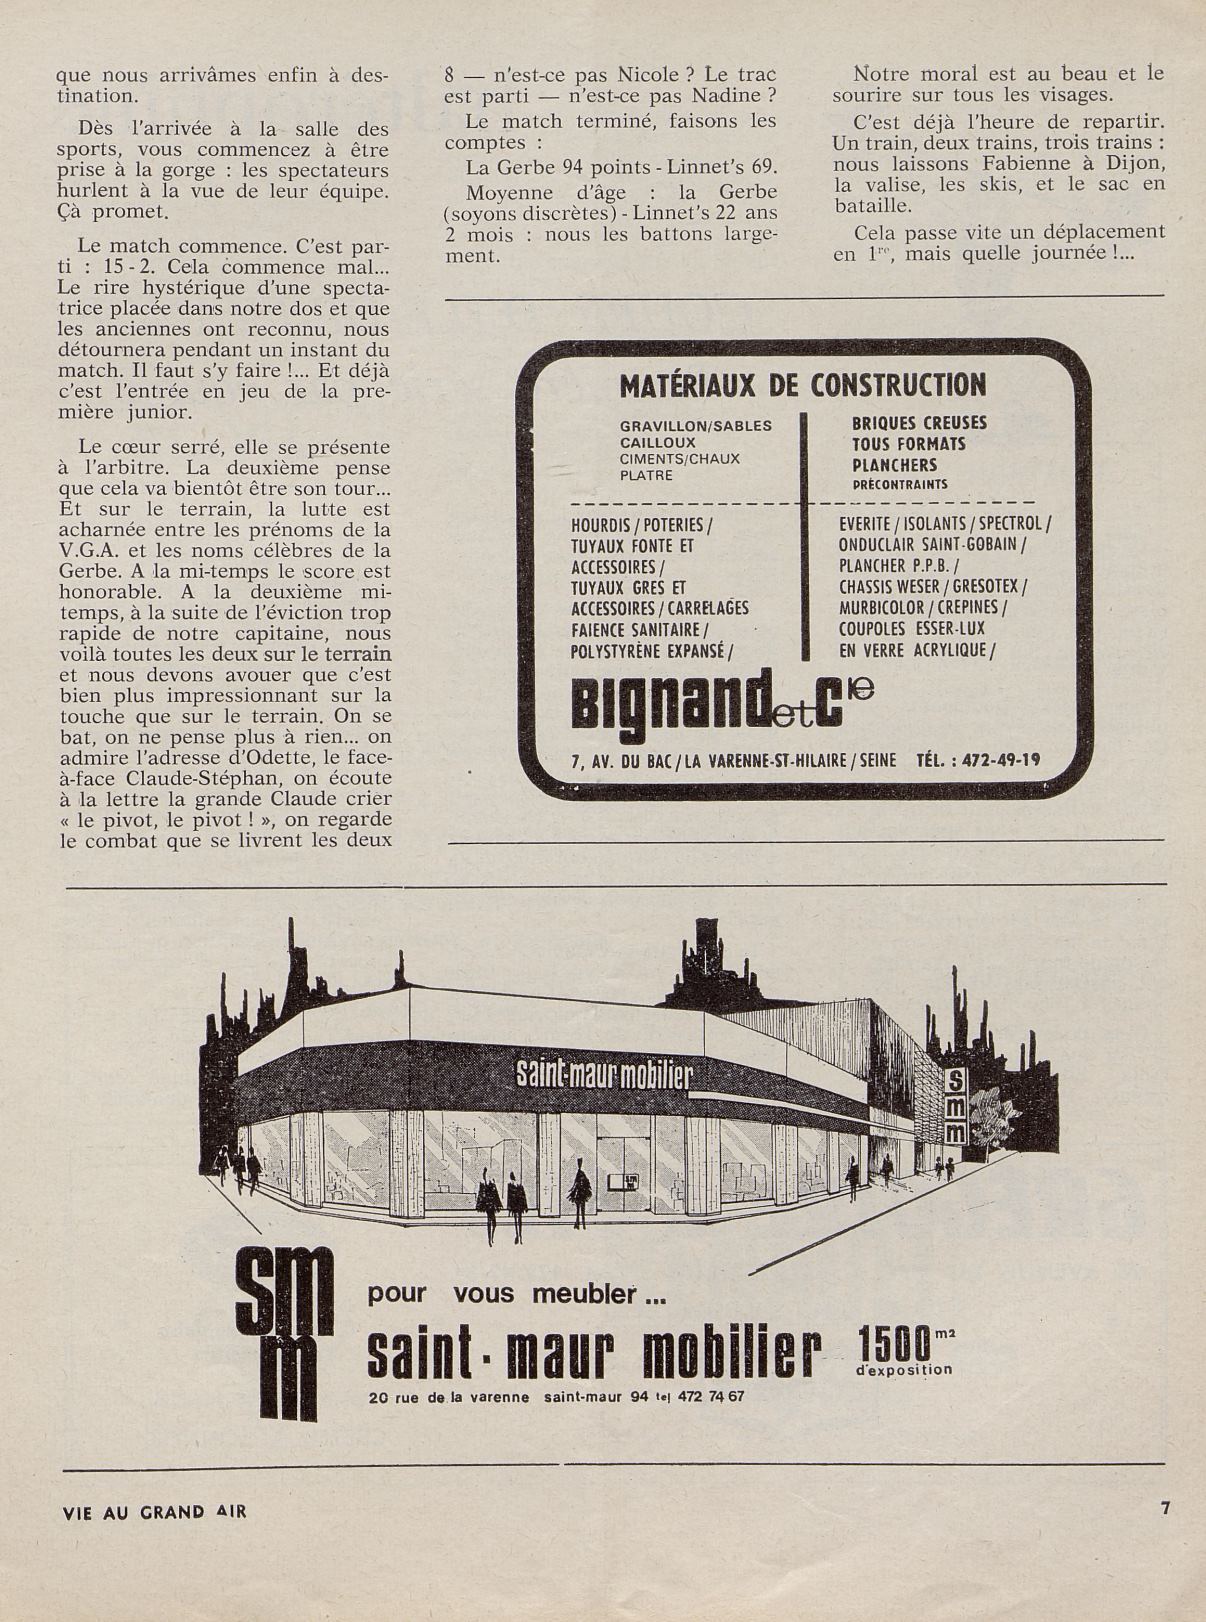 que nous arrivâmes enfin à des-
tination.
Dès l'arrivée à la salle des
sports, vous commencez à être
prise à la gorge : les spectateurs
hurlent à la vue de leur équipe.
Çà promet.
Le match commence. C'est par-
ti : 15 - 2. Cela commence mal...
Le rire hystérique d'une specta-
trice placée dans notre dos et que
les anciennes ont reconnu, nous
détournera pendant un instant du
match. Il faut s'y faire !... Et déjà
c'est l'entrée en jeu de la pre-
mière junior.
Le cœur serré, elle se présente
à l'arbitre. La deuxième pense
que cela va bientôt être son tour...
Et sur le terrain, la lutte est
acharnée entre les prénoms de la
V.G.A. et les noms célèbres de la
Gerbe. A la mi-temps le score est
honorable. A la deuxième mi-
temps, à la suite de l'éviction trop
rapide de notre capitaine, nous
voilà toutes les deux sur le terrain
et nous devons avouer que c'est
bien plus impressionnant sur la
touche que sur le terrain. On se
bat, on ne pense plus à rien... on
admire l'adresse d'Odette, le face-
à-face Claude-Stéphan, on écoute
à la lettre la grande Claude crier
« le pivot, le pivot ! », on regarde
le combat que se livrent les deux
8 — n'est-ce pas Nicole ? Le trac
est parti — n'est-ce pas Nadine ?
Le match terminé, faisons les
comptes :
La Gerbe 94 points - Linnet's 69.
Moyenne d'âge : la Gerbe
(soyons discrètes) - Linnet's 22 ans
2 mois : nous les battons large-
ment.
Notre moral est au beau et le
sourire sur tous les visages.
C'est déjà l'heure de repartir.
Un train, deux trains, trois trains :
nous laissons Fabienne à Dijon,
la valise, les skis, et le sac en
bataille.
Cela passe vite un déplacement
en 1re, mais quelle journée !...
MATÉRIAUX DE CONSTRUCTION
GRAVILLON/SABLES
CAILLOUX
CIMENTS/CHAUX
PLATRE
BRIQUES CREUSES
TOUS FORMATS
PLANCHERS
PRÉCONTRAINTS
HOURDIS / POTERIES /
TUYAUX FONTE ET
ACCESSOIRES /
TUYAUX GRES ET
ACCESSOIRES / CARRELAGES
FAIENCE SANITAIRE /
POLYSTYRÈNE EXPANSÉ /
EVERITE / ISOLANTS / SPECTROL /
ONDUCLAIR SAINT-GOBAIN /
PLANCHER P.P.B. /
CHASSIS WESER / GRESOTEX /
MURBICOLOR / CREPINES /
COUPOLES ESSER-LUX
EN VERRE ACRYLIQUE /
Bignand et Cie
7, AV. DU BAC / LA VARENNE-ST-HILAIRE / SEINE TÉL. : 472-49-19
saint-maur mobilier
s
m
m
sm
m
pour vous meubler...
saint-maur mobilier 1500 m2
d'exposition
20 rue de la varenne saint-maur 94 tel 472 74 67
VIE AU GRAND AIR
7